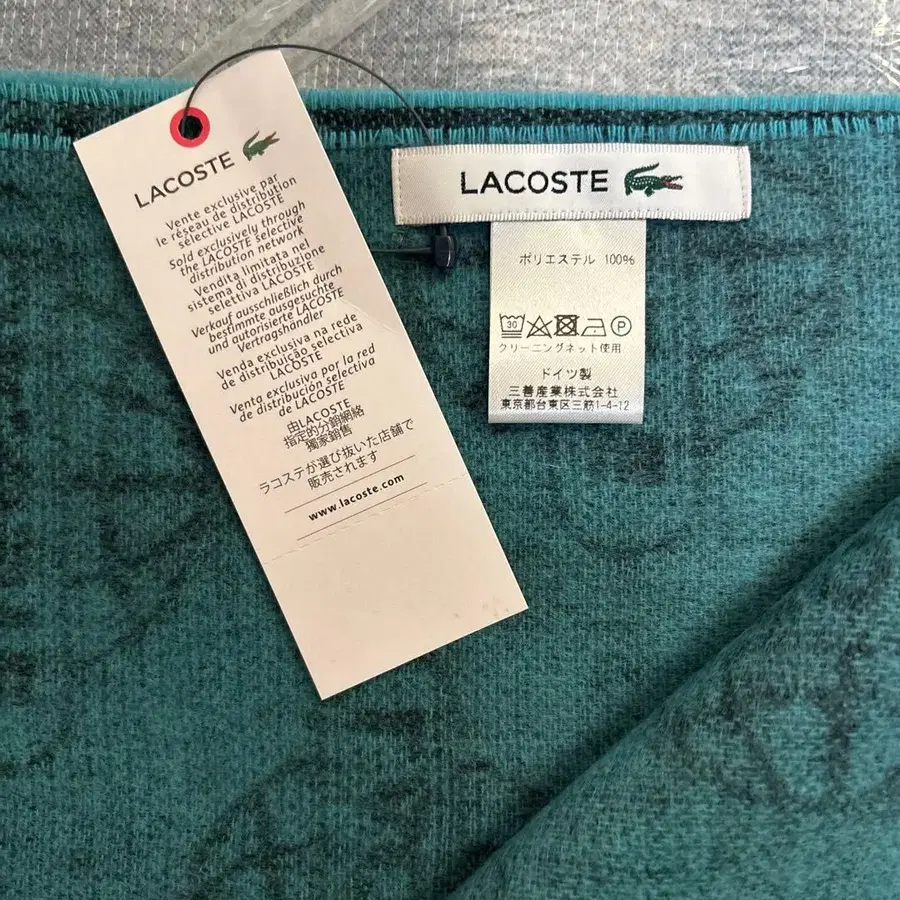 LACOSTE
Vente exclusive par
le réseau de distribution
sélective LACOSTE
Sold exclusively through
the LACOSTE selective
distribution network
Vendita limitata nel
sistema di distribuzione
selettiva LACOSTE
Verkauf ausschließlich durch
bestimmte ausgesuchte
und autorisierte LACOSTE
Vertragshändler
Venda exclusiva na rede
de distribuição selectiva
LACOSTE
Venta exclusiva por la red
de distribución selectiva
de LACOSTE
由LACOSTE
指定的分銷網絡
獨家銷售
ラコステが選び抜いた店舗で
販売されます
www.lacoste.com
LACOSTE
ポリエステル 100%
30 P
クリーニングネット使用
ドイツ製
三善産業株式会社
東京都台東区三筋1-4-12